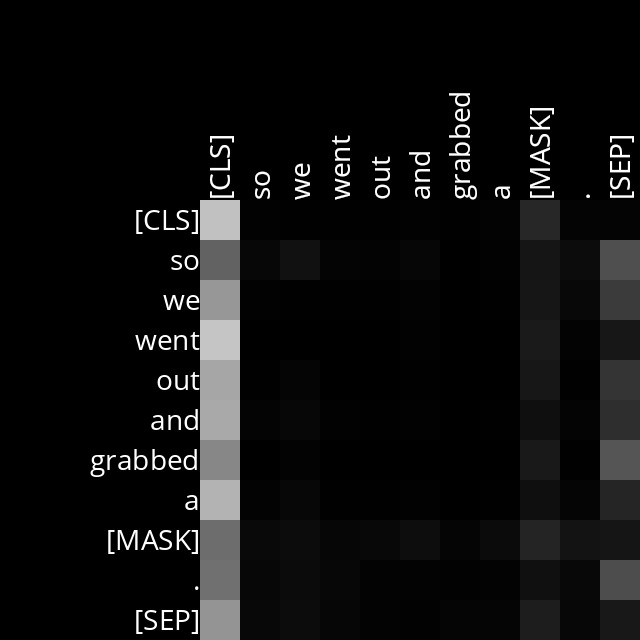 [CLS] so we went out and grabbed a [MASK] . [SEP]
[CLS]
so
we
went
out
and
grabbed
a
[MASK]
.
[SEP]